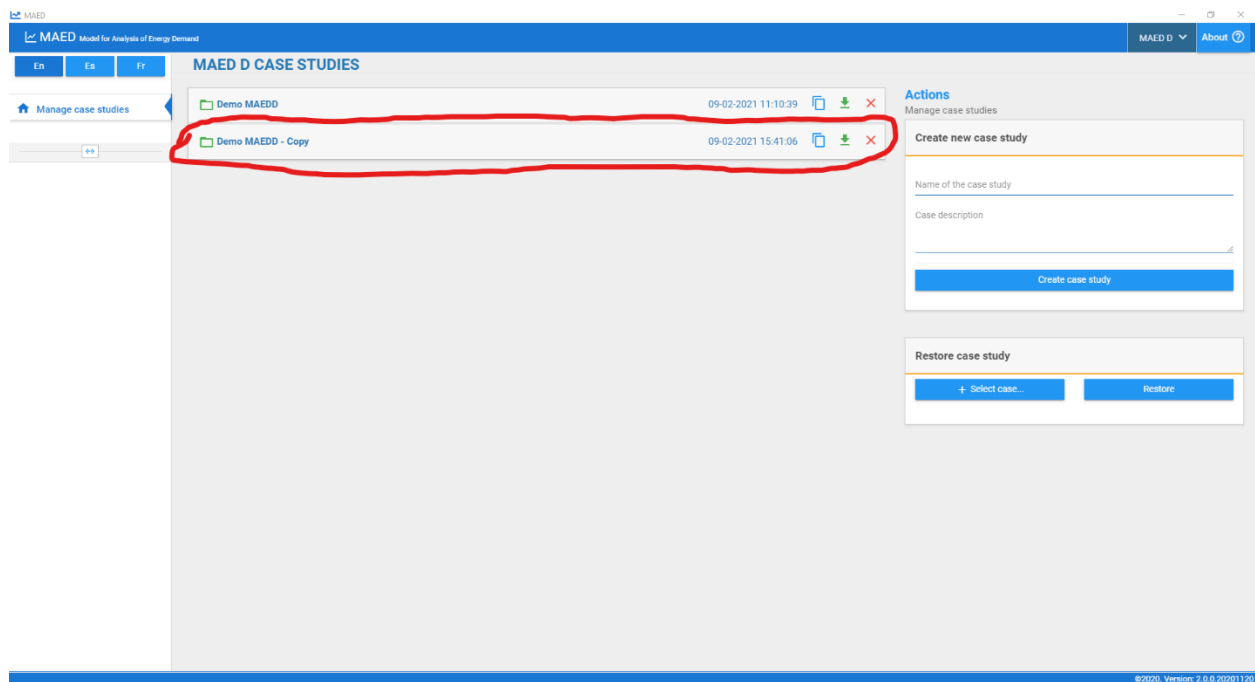 MAED
MAED Model for Analysis of Energy Demand
MAED D
About
En
Es
Fr
MAED D CASE STUDIES
Manage case studies
Demo MAEDD
09-02-2021 11:10:39
Demo MAEDD - Copy
09-02-2021 15:41:06
Actions
Manage case studies
Create new case study
Name of the case study
Case description
Create case study
Restore case study
+ Select case...
Restore
©2020. Version: 2.0.0.20201120